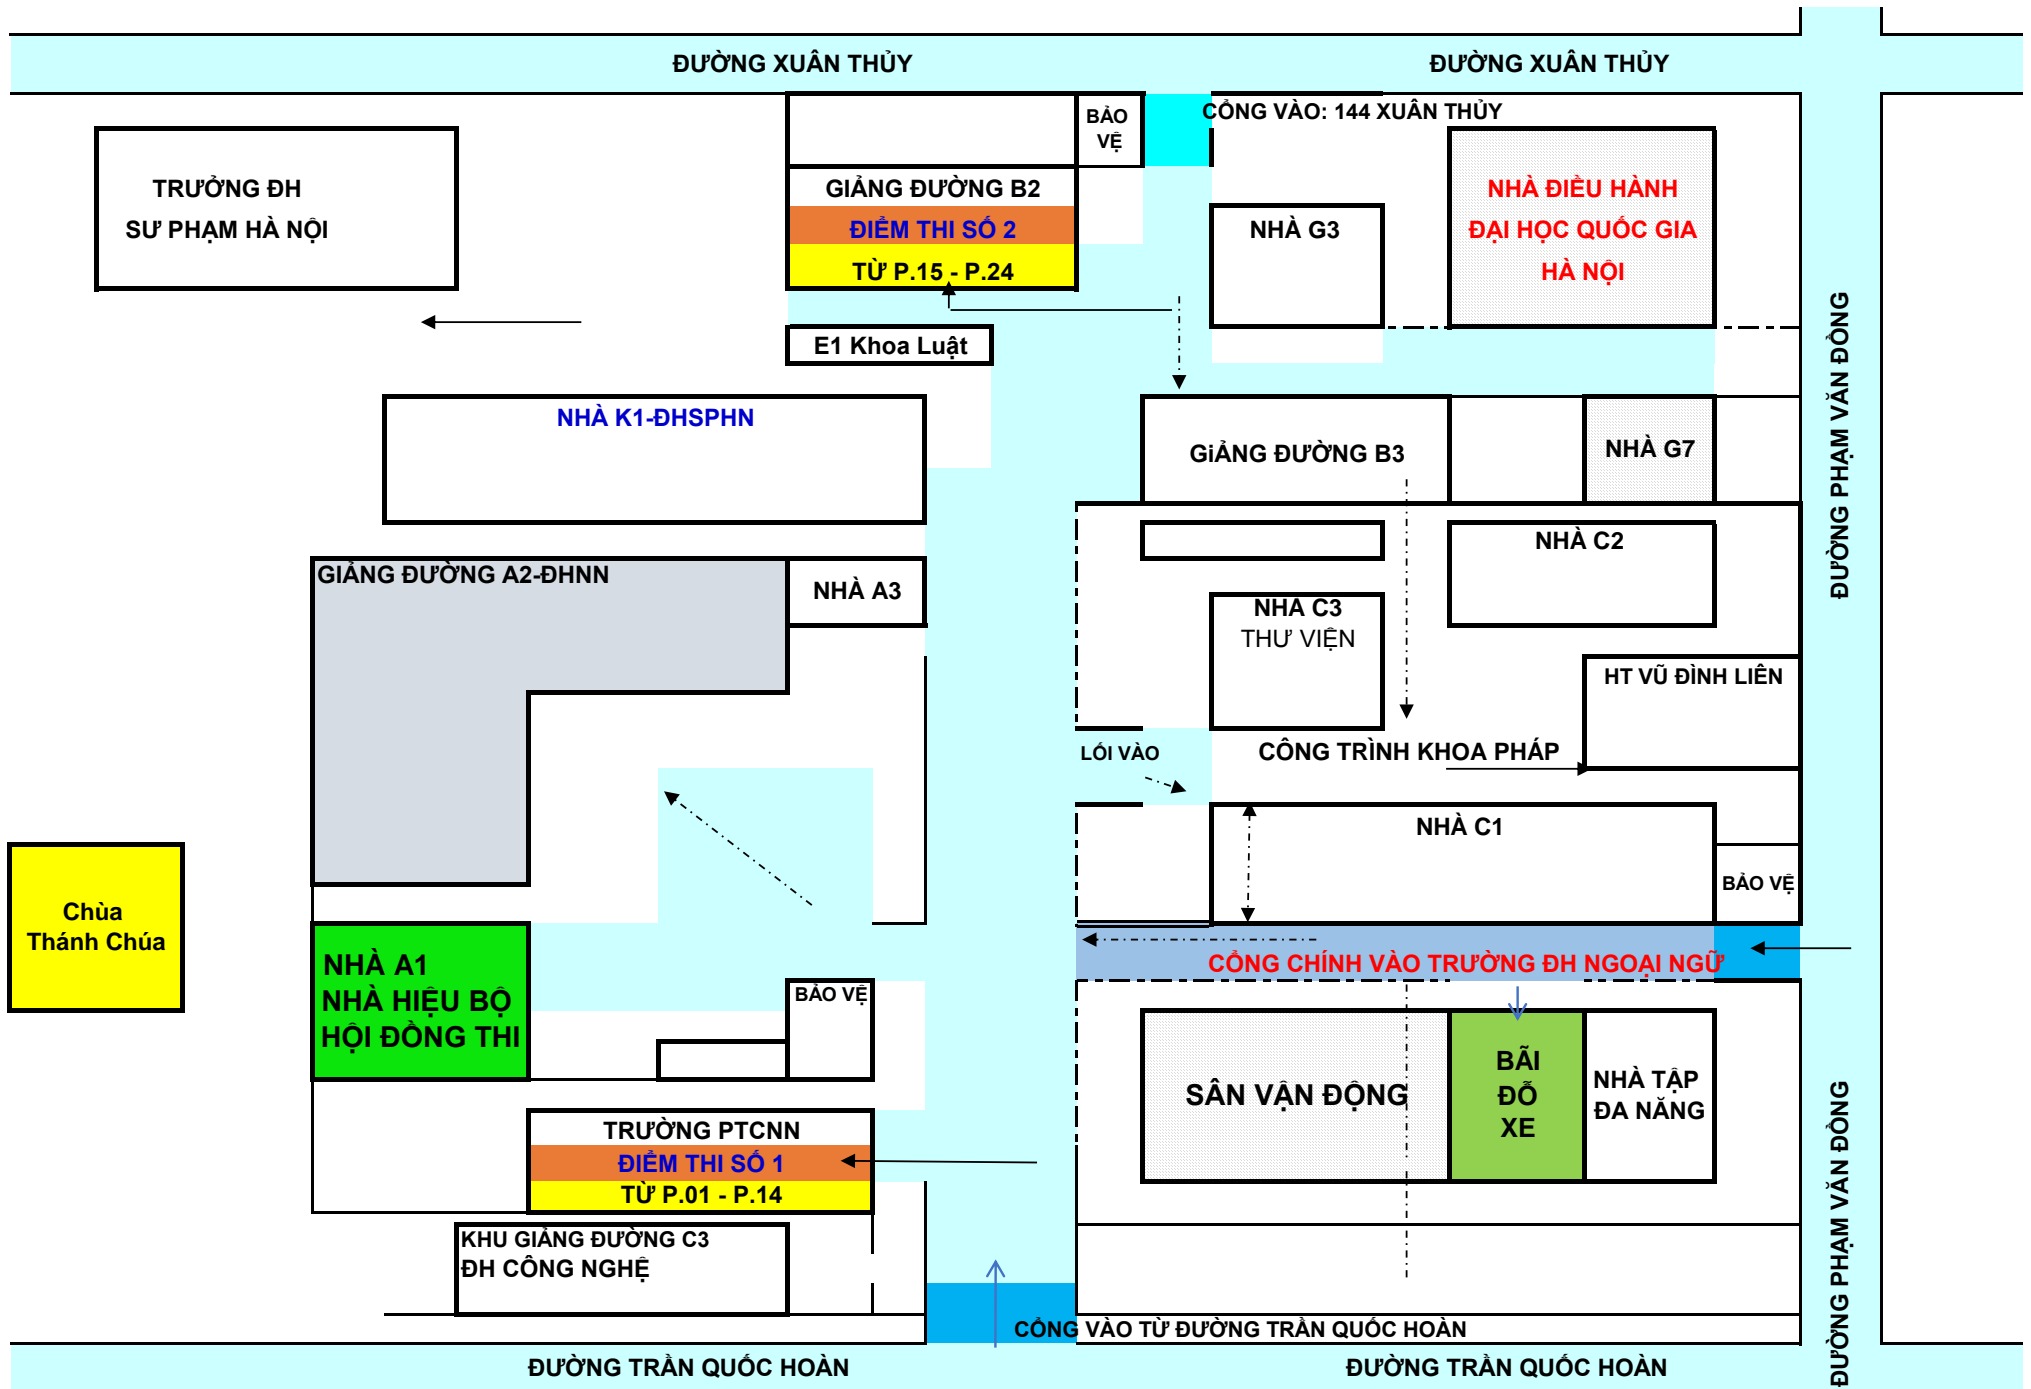 ĐƯỜNG XUÂN THỦY
ĐƯỜNG XUÂN THỦY
BẢO
VỆ
CỔNG VÀO: 144 XUÂN THỦY
TRƯỞNG ĐH
SƯ PHẠM HÀ NỘI
GIẢNG ĐƯỜNG B2
ĐIỂM THI SỐ 2
TỪ P.15 - P.24
NHÀ G3
NHÀ ĐIỀU HÀNH
ĐẠI HỌC QUỐC GIA
HÀ NỘI
E1 Khoa Luật
ĐƯỜNG PHẠM VĂN ĐỒNG
NHÀ K1-ĐHSPHN
GiẢNG ĐƯỜNG B3
NHÀ G7
GIẢNG ĐƯỜNG A2-ĐHNN
NHÀ A3
NHÀ C2
NHÀ C3
THƯ VIỆN
HT VŨ ĐÌNH LIÊN
LỐI VÀO
CÔNG TRÌNH KHOA PHÁP
NHÀ C1
BẢO VỆ
Chùa
Thánh Chúa
NHÀ A1
NHÀ HIỆU BỘ
HỘI ĐỒNG THI
CỔNG CHÍNH VÀO TRƯỜNG ĐH NGOẠI NGỮ
BẢO VỆ
SÂN VẬN ĐỘNG
BÃI
ĐỖ
XE
NHÀ TẬP
ĐA NĂNG
TRƯỜNG PTCNN
ĐIỂM THI SỐ 1
TỪ P.01 - P.14
ĐƯỜNG PHẠM VĂN ĐỒNG
KHU GIẢNG ĐƯỜNG C3
ĐH CÔNG NGHỆ
CỔNG VÀO TỪ ĐƯỜNG TRẦN QUỐC HOÀN
ĐƯỜNG TRẦN QUỐC HOÀN
ĐƯỜNG TRẦN QUỐC HOÀN